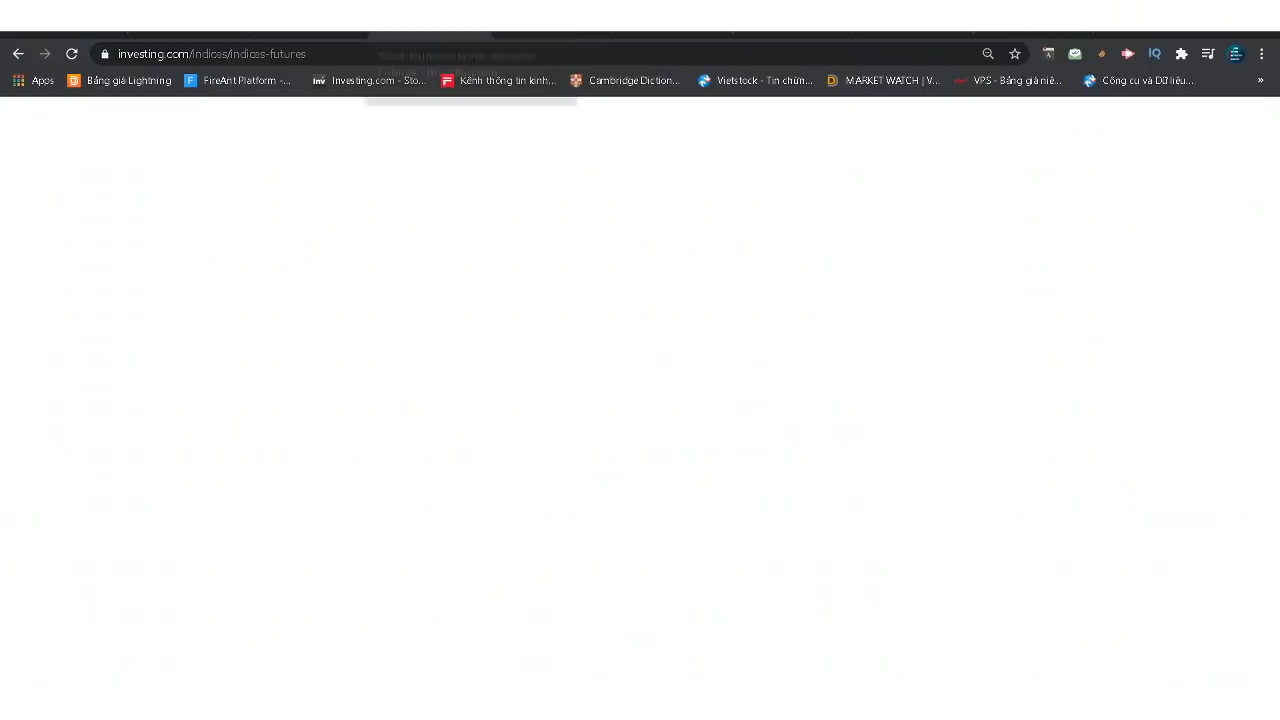 investing.com/indices/indices-futures
Apps Bảng giá Lightning FireAnt Platform -... Investing.com - Sto... Kênh thông tin kinh... Cambridge Diction... Vietstock - Tin chứn... MARKET WATCH | V... VPS - Bảng giá niê... Công cụ và Dữ liệu... »